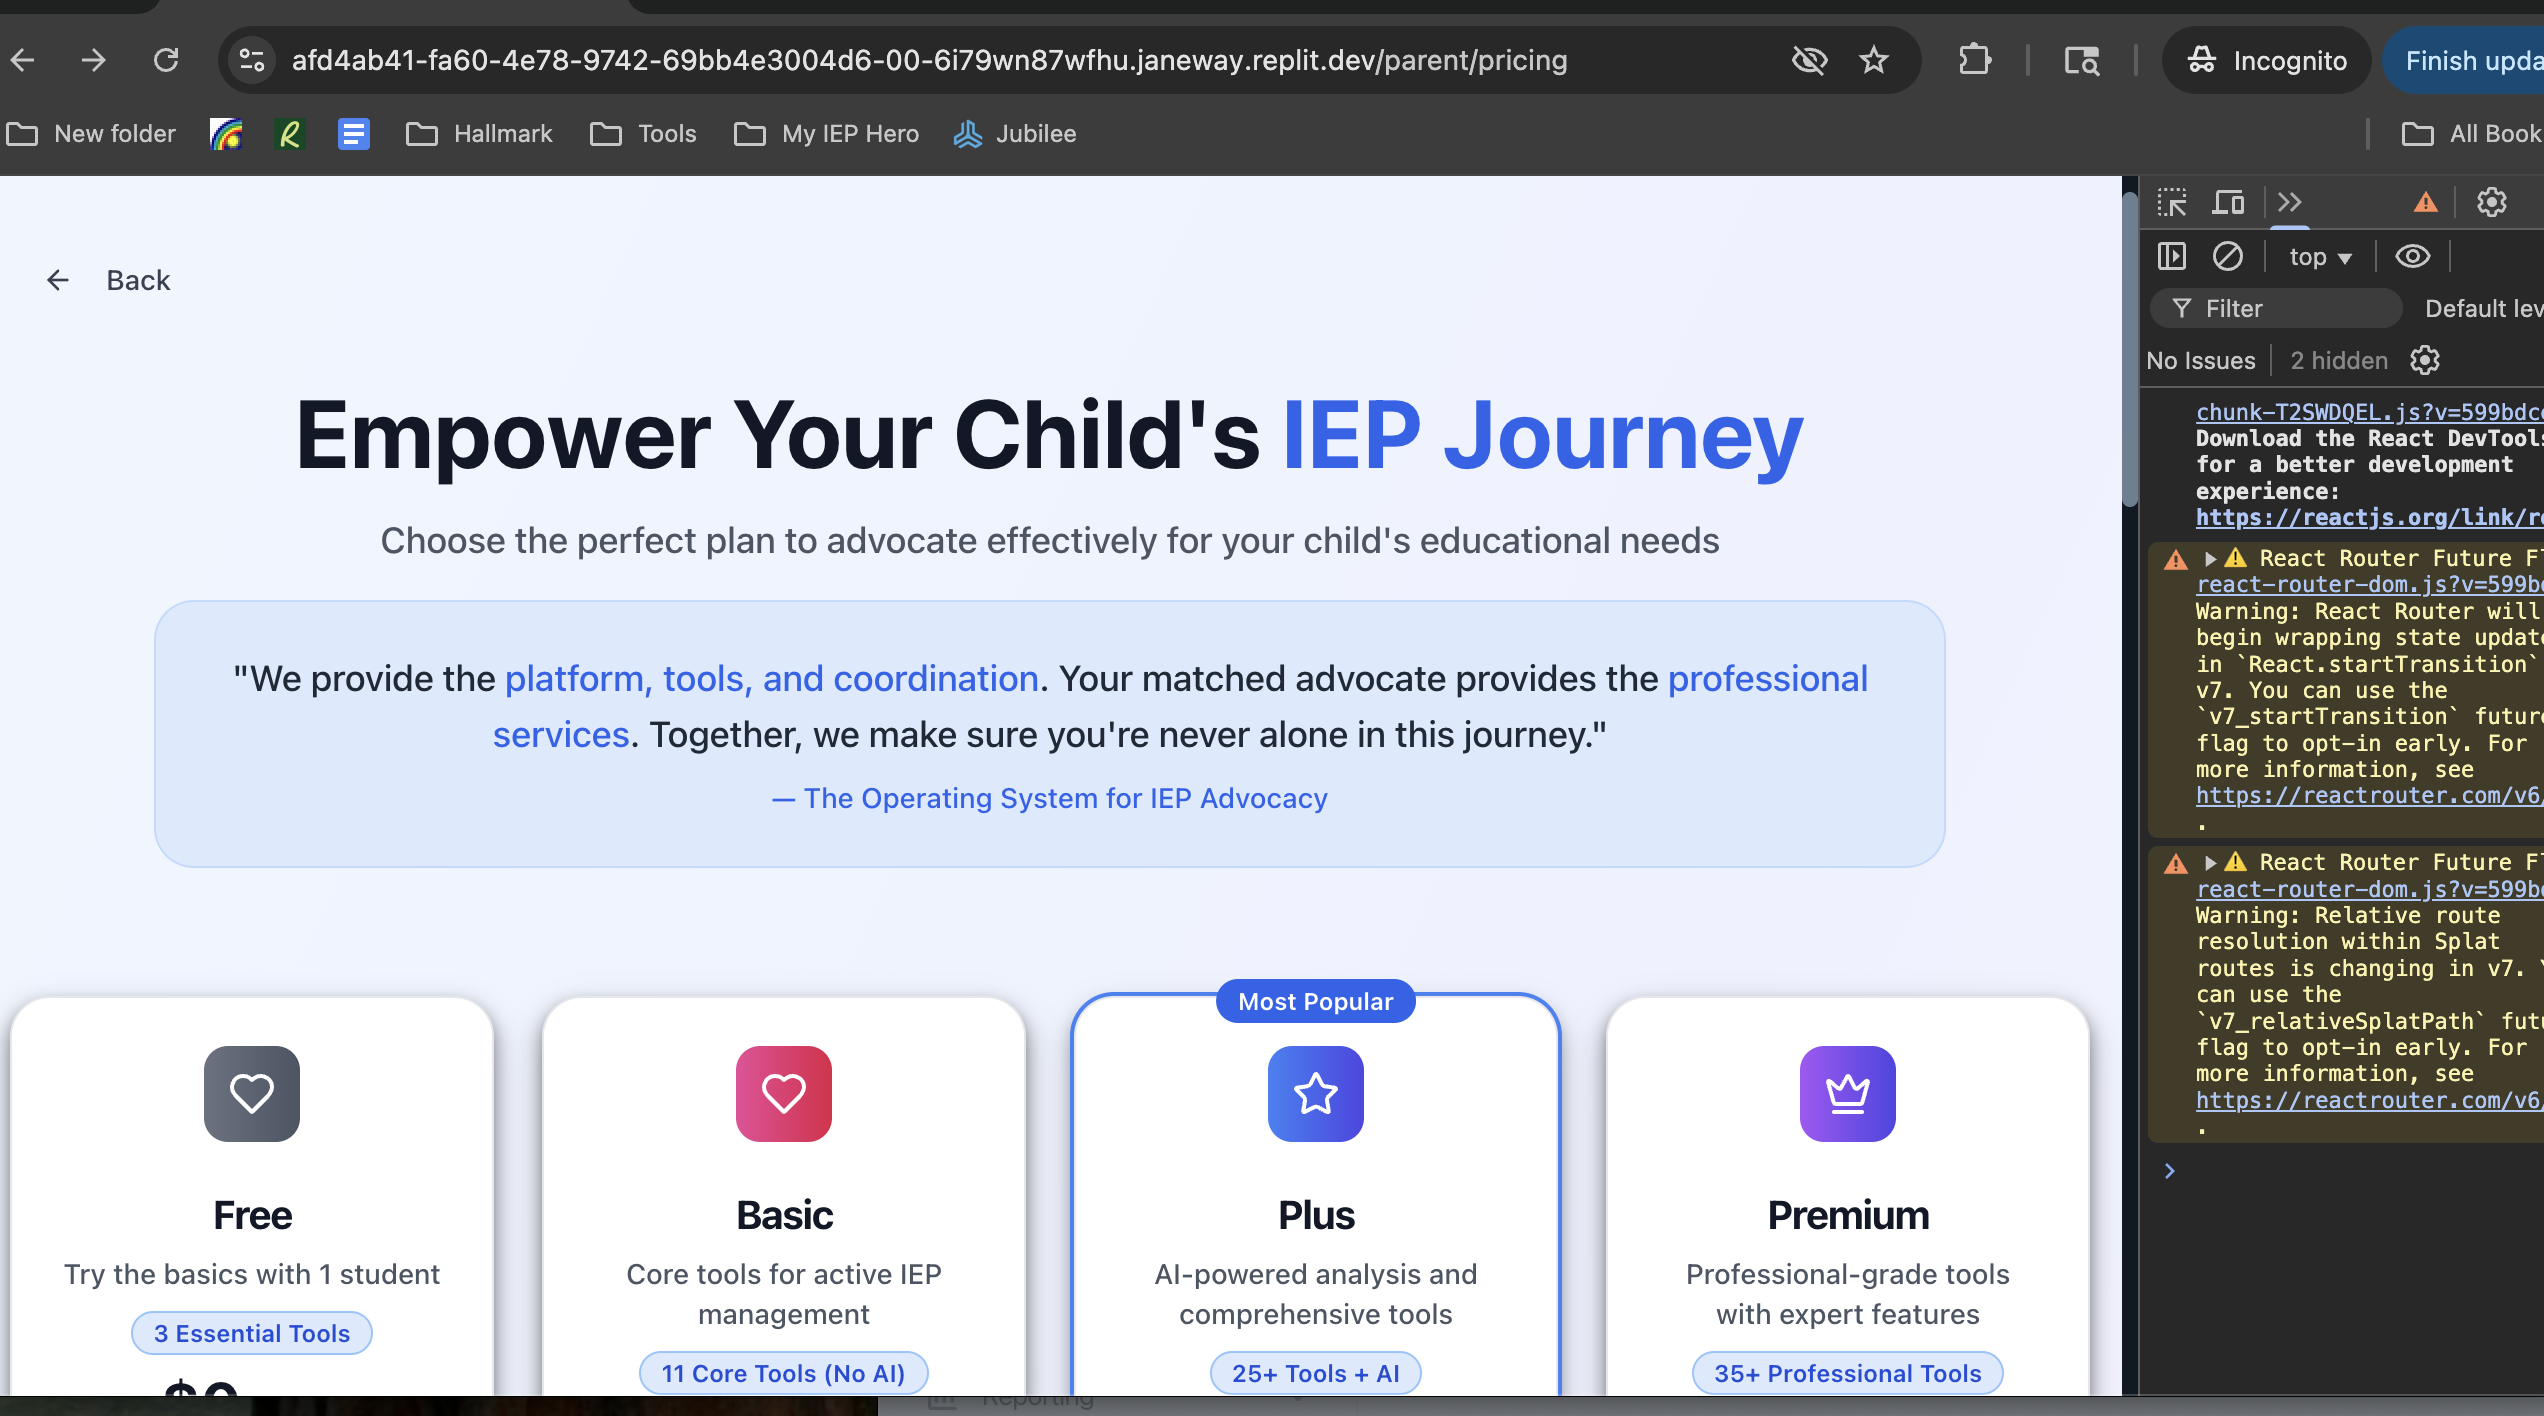 afd4ab41-fa60-4e78-9742-69bb4e3004d6-00-6i79wn87wfhu.janeway.replit.dev/parent/pricing
Incognito
Finish upda
New folder
Hallmark
Tools
My IEP Hero
Jubilee
All Book
Back
Empower Your Child's IEP Journey
Choose the perfect plan to advocate effectively for your child's educational needs
"We provide the platform, tools, and coordination. Your matched advocate provides the professional
services. Together, we make sure you're never alone in this journey."
— The Operating System for IEP Advocacy
Most Popular
Free
Try the basics with 1 student
3 Essential Tools
$0
Basic
Core tools for active IEP
management
11 Core Tools (No AI)
Plus
AI-powered analysis and
comprehensive tools
25+ Tools + AI
Premium
Professional-grade tools
with expert features
35+ Professional Tools
Reporting
top
Filter
Default lev
No Issues
2 hidden
chunk-T2SWDQEL.js?v=599bdc
Download the React DevTools
for a better development
experience:
https://reactjs.org/link/re
React Router Future Fl
react-router-dom.js?v=599b
Warning: React Router will
begin wrapping state update
in `React.startTransition`
v7. You can use the
`v7_startTransition` future
flag to opt-in early. For
more information, see
https://reactrouter.com/v6/
.
React Router Future Fl
react-router-dom.js?v=599b
Warning: Relative route
resolution within Splat
routes is changing in v7. Y
can use the
`v7_relativeSplatPath` futu
flag to opt-in early. For
more information, see
https://reactrouter.com/v6/
.